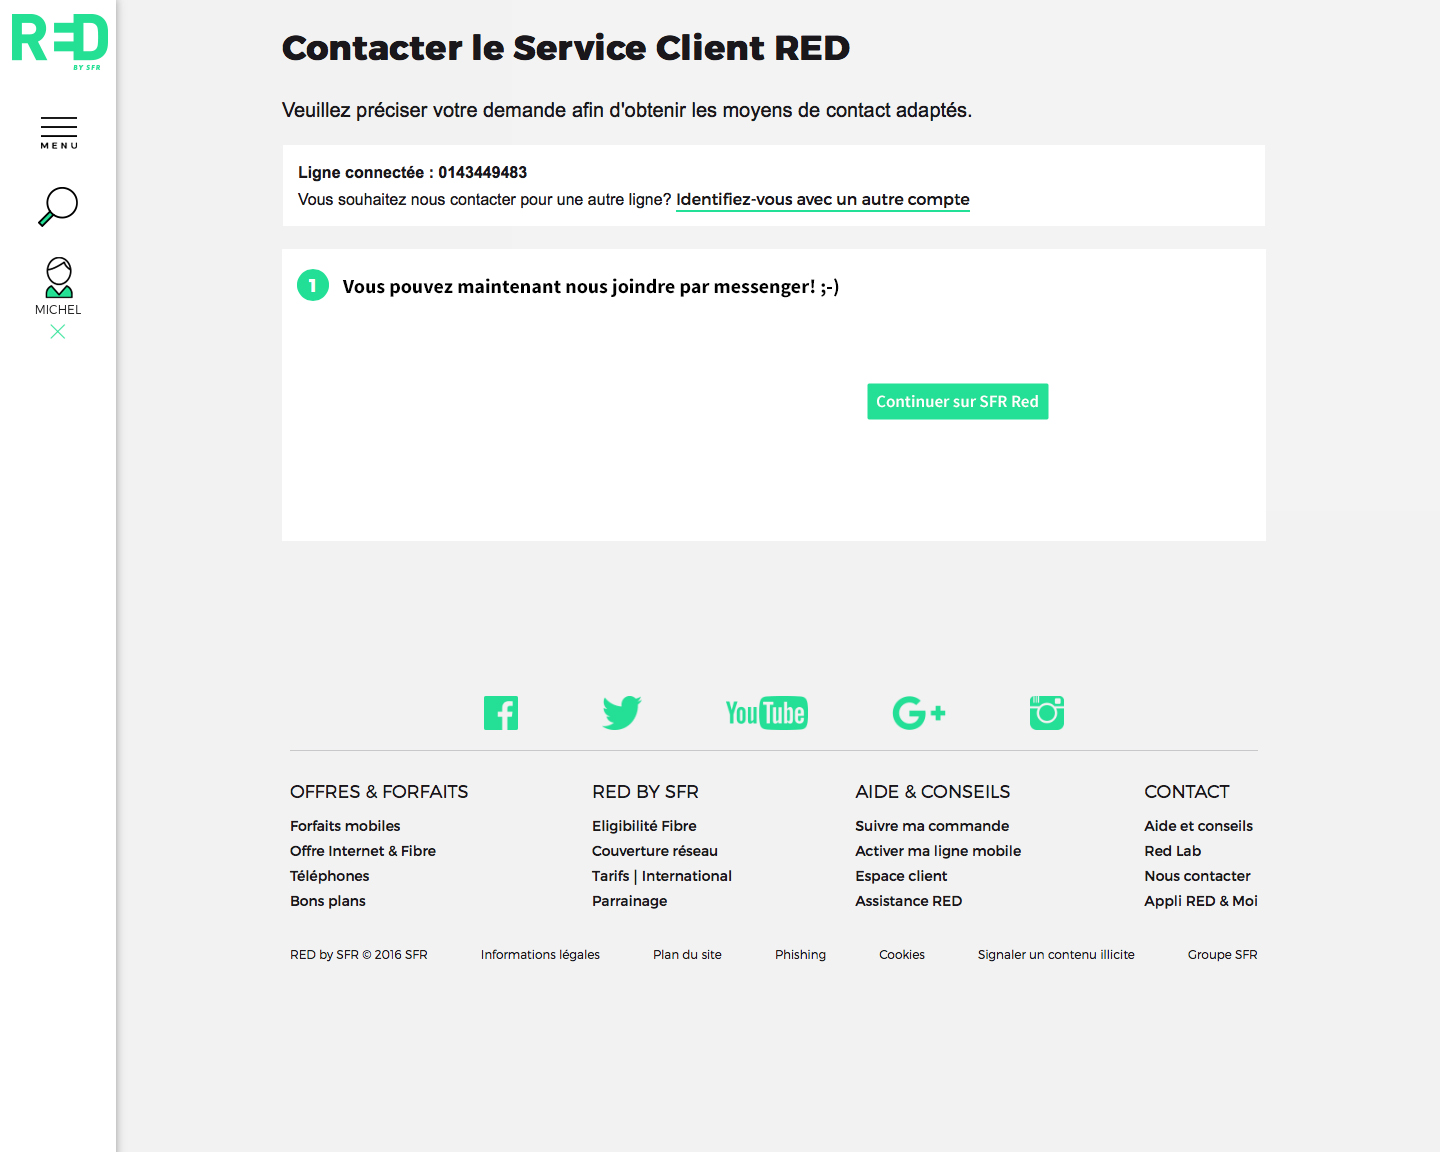 RED
BY SFR
MENU
MICHEL
Contacter le Service Client RED
Veuillez préciser votre demande afin d'obtenir les moyens de contact adaptés.
Ligne connectée : 0143449483
Vous souhaitez nous contacter pour une autre ligne? Identifiez-vous avec un autre compte
1 Vous pouvez maintenant nous joindre par messenger! ;-)
Continuer sur SFR Red
YouTube G+
OFFRES & FORFAITS
Forfaits mobiles
Offre Internet & Fibre
Téléphones
Bons plans
RED BY SFR
Eligibilité Fibre
Couverture réseau
Tarifs | International
Parrainage
AIDE & CONSEILS
Suivre ma commande
Activer ma ligne mobile
Espace client
Assistance RED
CONTACT
Aide et conseils
Red Lab
Nous contacter
Appli RED & Moi
RED by SFR © 2016 SFR Informations légales Plan du site Phishing Cookies Signaler un contenu illicite Groupe SFR